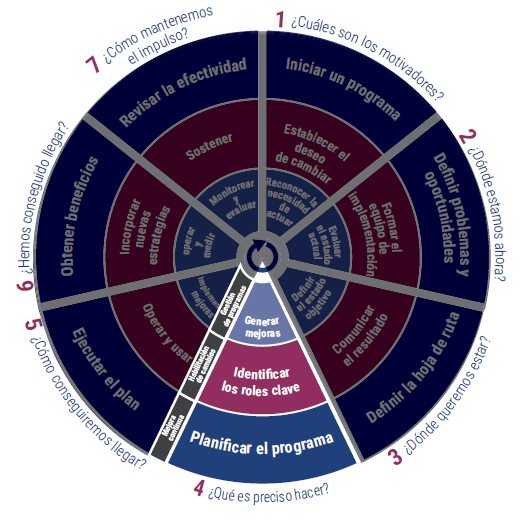 1 ¿Cuáles son los motivadores?
Iniciar un programa
Establecer el
deseo
de cambiar
Reconocer la
necesidad
de
actuar
2 ¿Dónde estamos ahora?
Definir problemas y
oportunidades
Formar el
equipo de
implementación
Evaluar
el estado
actual
3 ¿Dónde queremos estar?
Definir la hoja de ruta
Comunicar
el resultado
Definir
el estado
objetivo
4 ¿Qué es preciso hacer?
Planificar el programa
Identificar
los roles clave
Generar
mejoras
5 ¿Cómo conseguiremos llegar?
Ejecutar el plan
Operar y usar
mejoras
6 ¿Hemos conseguido llegar?
Obtener beneficios
Incorporar
nuevas
estrategias
operar
y
medir
7 ¿Cómo mantenemos
el impulso?
Revisar la efectividad
Sostener
Monitorear
y
evaluar
Gestión
de programas
Habilitación
de cambios
Mejora
continua